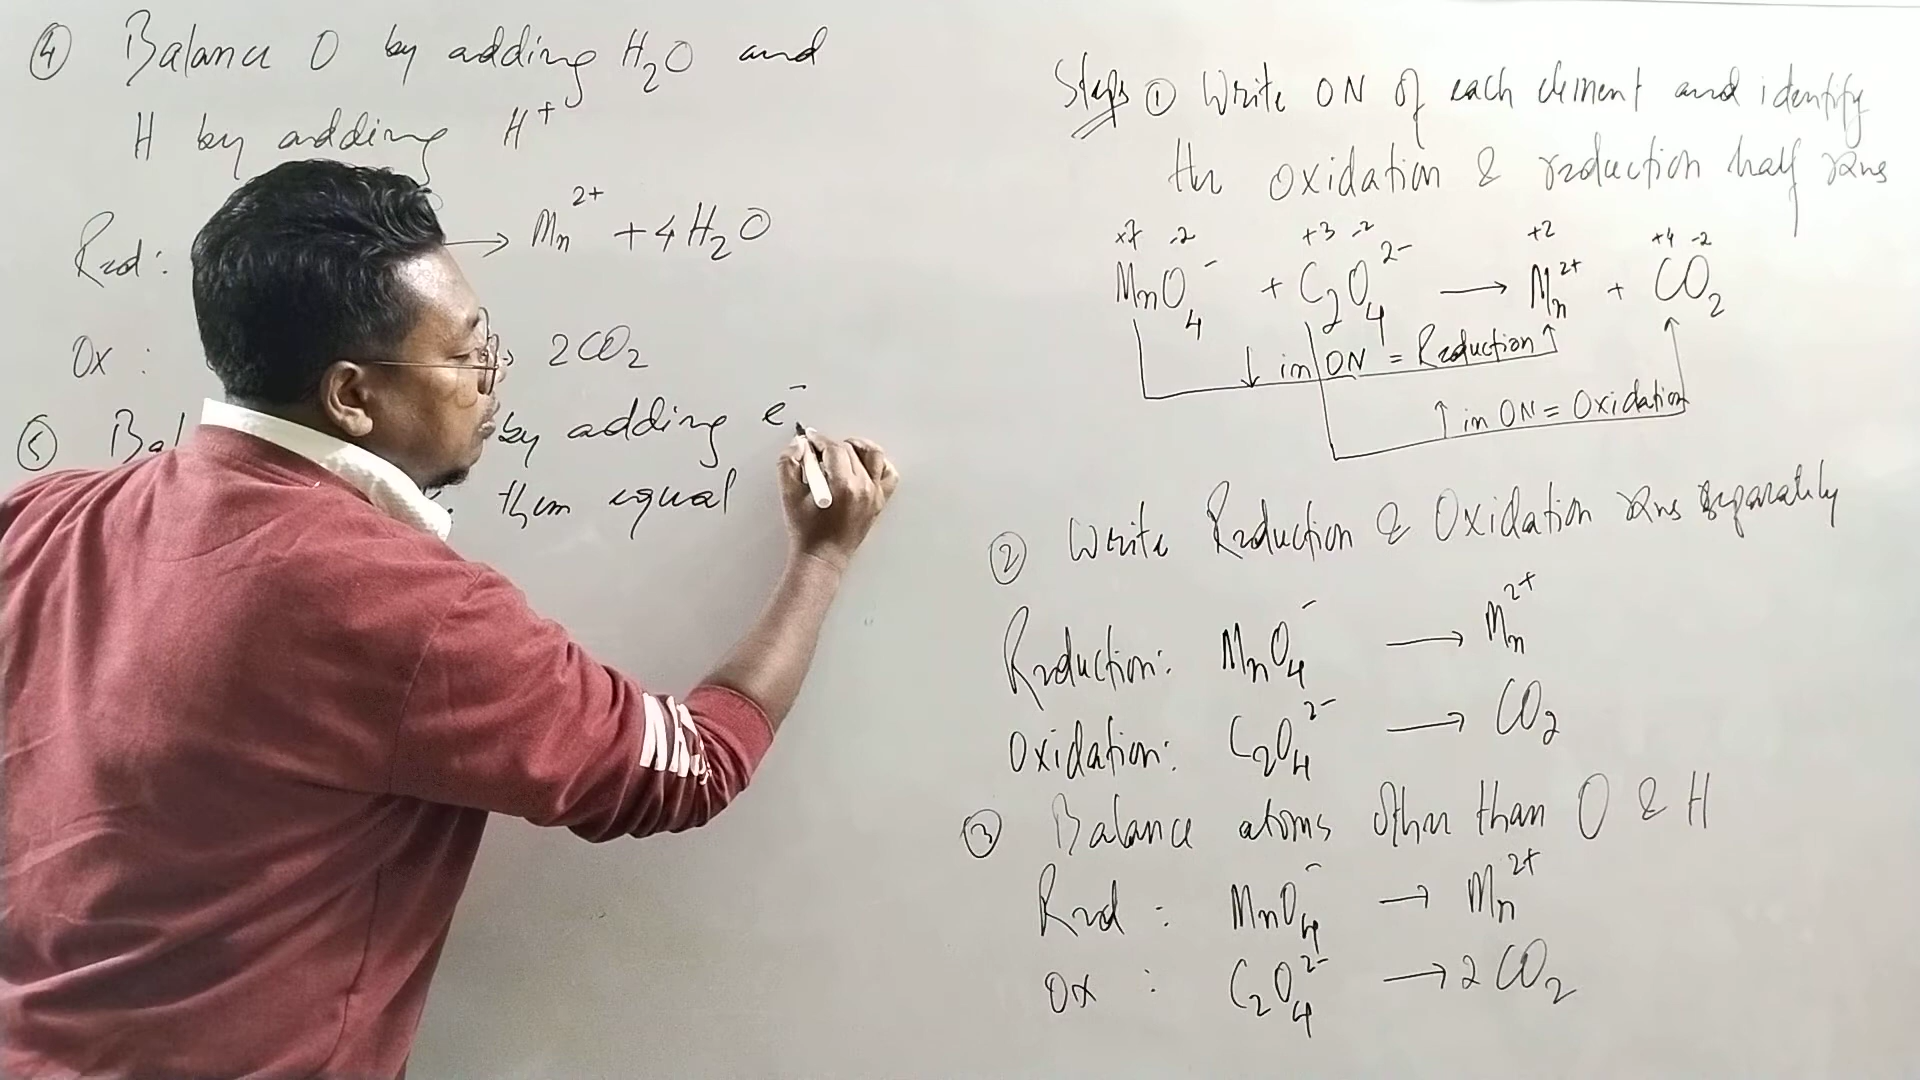 ④ Balance O by adding H₂O and
H by adding H⁺
Red: → Mn²⁺ + 4H₂O
Ox : 2CO₂
⑤ by adding e⁻
them equal
Steps ① Write ON of each element and identify
the oxidation & reduction half rxns
+7 -2 +3 -2 +2 +4 -2
MnO₄⁻ + C₂O₄²⁻ → Mn²⁺ + CO₂
↓ in ON = Reduction
↑ in ON = Oxidation
② Write Reduction & Oxidation rxns separately
Reduction: MnO₄⁻ → Mn²⁺
Oxidation: C₂O₄²⁻ → CO₂
③ Balance atoms other than O & H
Red : MnO₄⁻ → Mn²⁺
Ox : C₂O₄²⁻ → 2CO₂